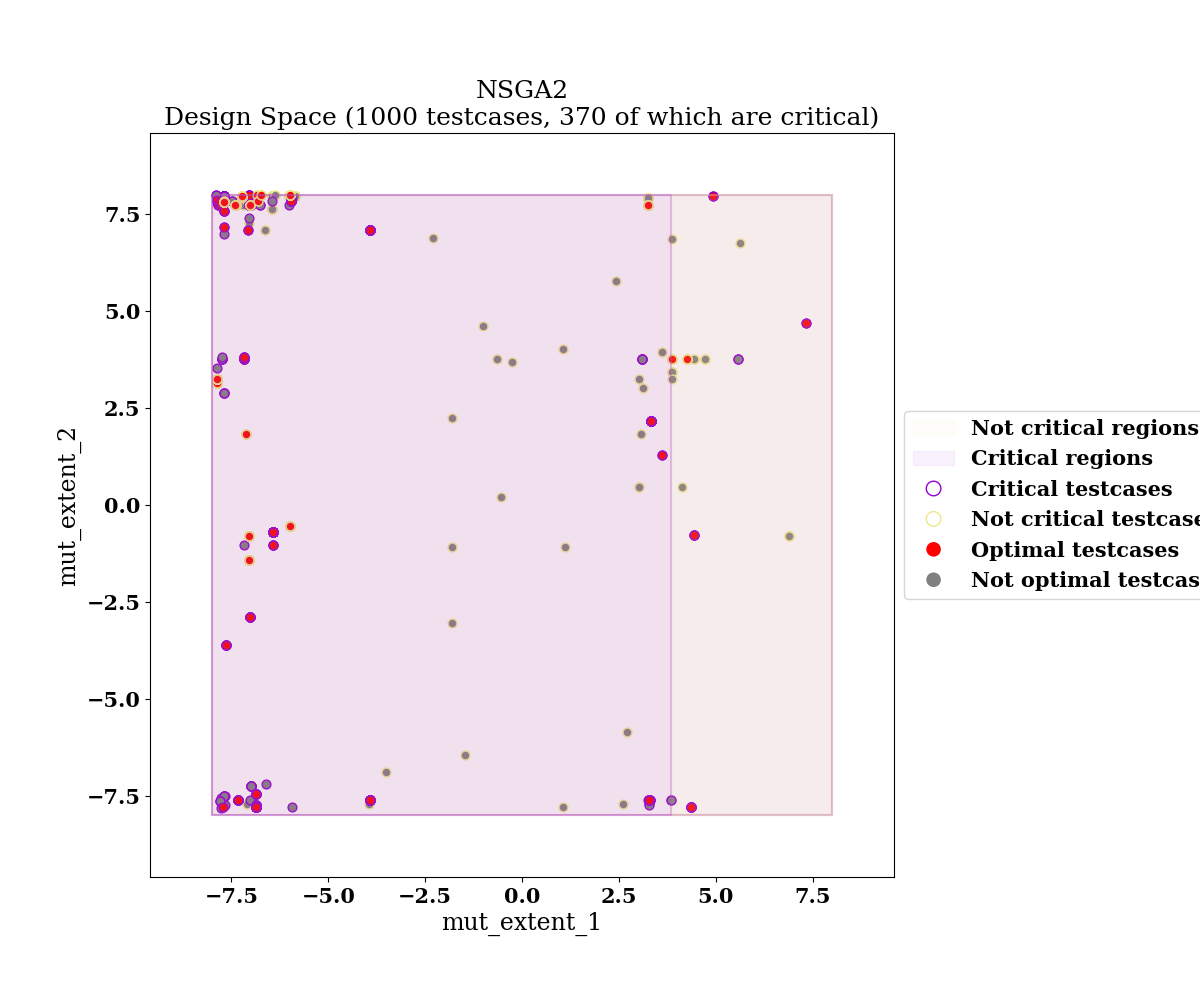 NSGA2
Design Space (1000 testcases, 370 of which are critical)
7.5
5.0
2.5
0.0
−2.5
−5.0
−7.5
mut_extent_2
−7.5 −5.0 −2.5 0.0 2.5 5.0 7.5
mut_extent_1
Not critical regions
Critical regions
Critical testcases
Not critical testcase
Optimal testcases
Not optimal testcas